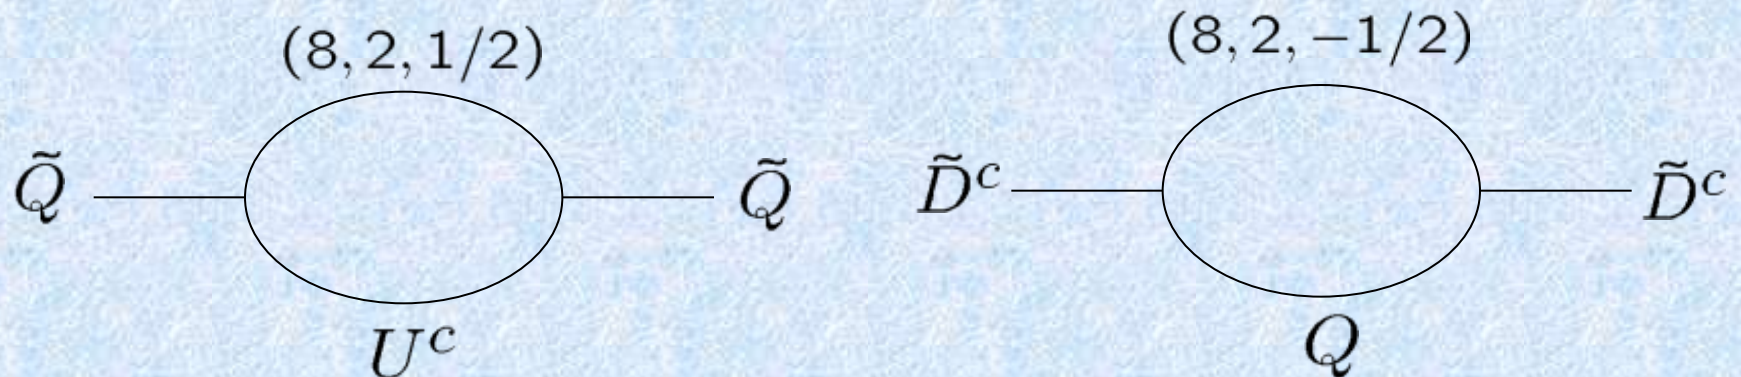 (8, 2, 1/2)
Q̃
Q̃
U^c
(8, 2, −1/2)
D̃^c
D̃^c
Q